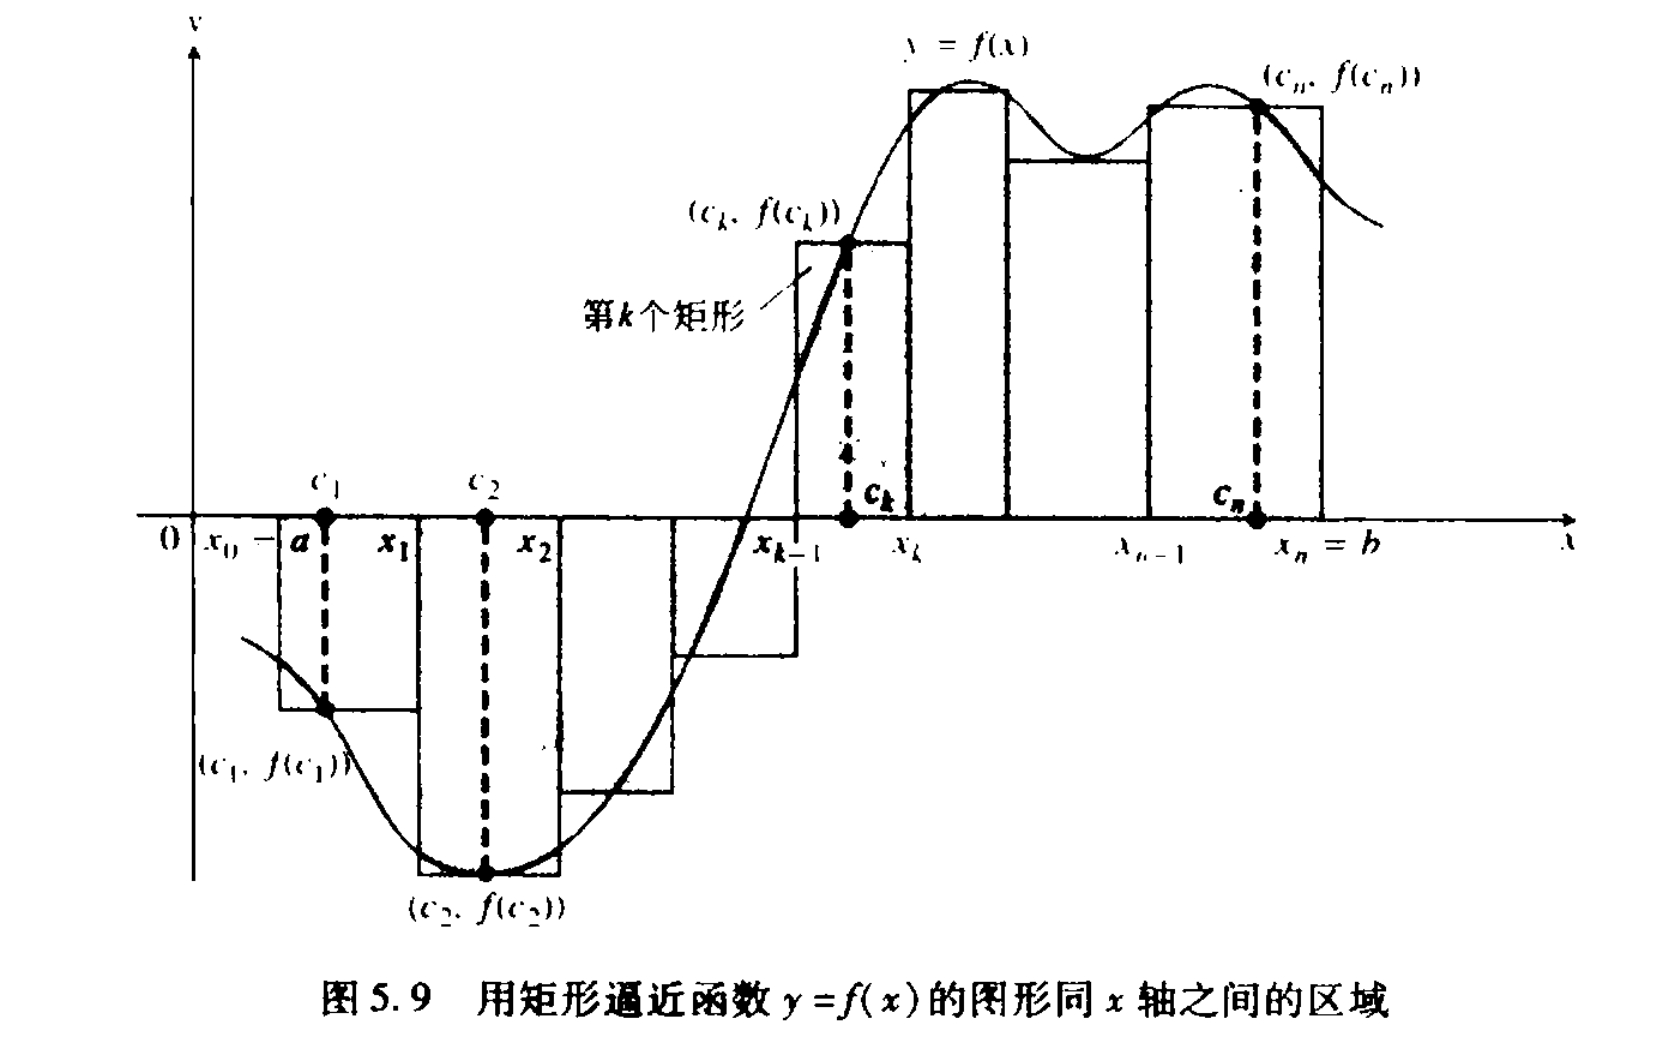 y
y = f(x)
(cₙ, f(cₙ))
(cₖ, f(cₖ))
第k个矩形
c₁ c₂ cₖ cₙ
0 x₀ = a x₁ x₂ xₖ₋₁ xₖ xₙ₋₁ xₙ = b x
(c₁, f(c₁))
(c₂, f(c₂))
图 5.9 用矩形逼近函数 y = f(x) 的图形同 x 轴之间的区域